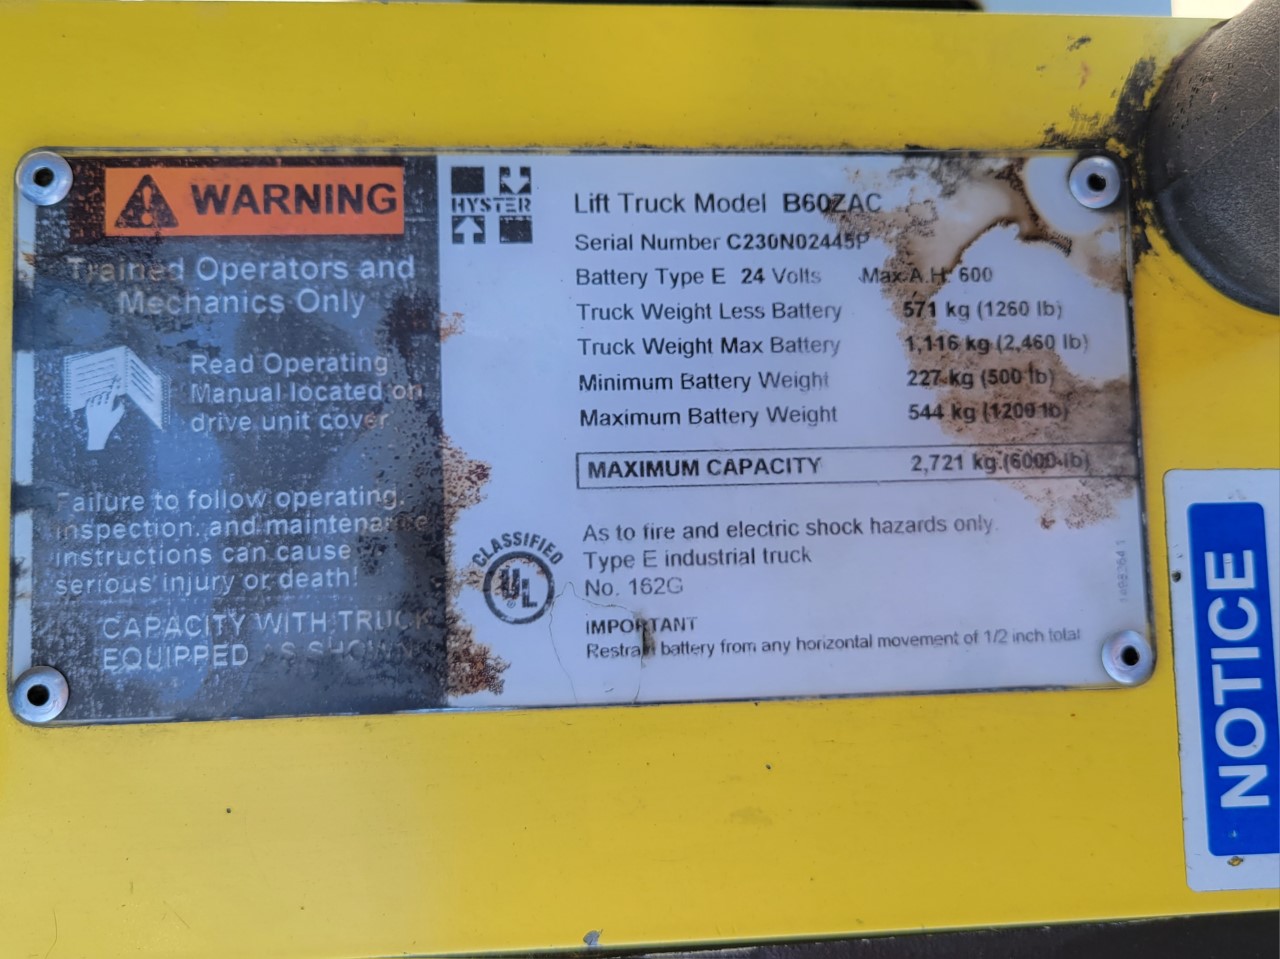 WARNING
Trained Operators and
Mechanics Only
Read Operating
Manual located on
drive unit cover
Failure to follow operating,
inspection, and maintenance
instructions can cause
serious injury or death!
CAPACITY WITH TRUCK
EQUIPPED AS SHOWN
HYSTER
Lift Truck Model B60ZAC
Serial Number C230N02445P
Battery Type E 24 Volts Max A.H. 600
Truck Weight Less Battery 571 kg (1260 lb)
Truck Weight Max Battery 1,116 kg (2,460 lb)
Minimum Battery Weight 227 kg (500 lb)
Maximum Battery Weight 544 kg (1200 lb)
MAXIMUM CAPACITY 2,721 kg (6000 lb)
CLASSIFIED
UL
®
As to fire and electric shock hazards only.
Type E industrial truck
No. 162G
IMPORTANT
Restrain battery from any horizontal movement of 1/2 inch total
NOTICE